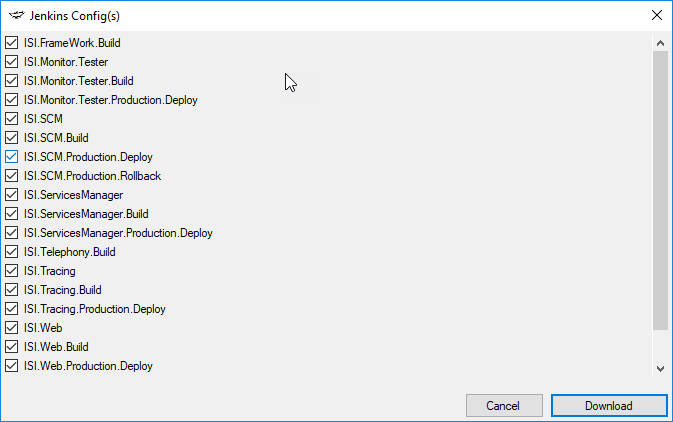 Jenkins Config(s)
ISI.FrameWork.Build
ISI.Monitor.Tester
ISI.Monitor.Tester.Build
ISI.Monitor.Tester.Production.Deploy
ISI.SCM
ISI.SCM.Build
ISI.SCM.Production.Deploy
ISI.SCM.Production.Rollback
ISI.ServicesManager
ISI.ServicesManager.Build
ISI.ServicesManager.Production.Deploy
ISI.Telephony.Build
ISI.Tracing
ISI.Tracing.Build
ISI.Tracing.Production.Deploy
ISI.Web
ISI.Web.Build
ISI.Web.Production.Deploy
Cancel Download